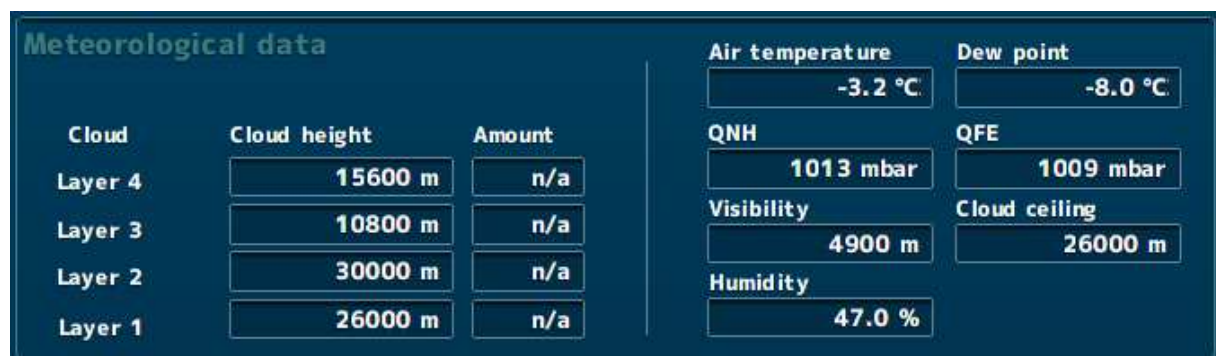 Meteorological data
Cloud Cloud height Amount
Layer 4 15600 m n/a
Layer 3 10800 m n/a
Layer 2 30000 m n/a
Layer 1 26000 m n/a
Air temperature Dew point
-3.2 °C -8.0 °C
QNH QFE
1013 mbar 1009 mbar
Visibility Cloud ceiling
4900 m 26000 m
Humidity
47.0 %